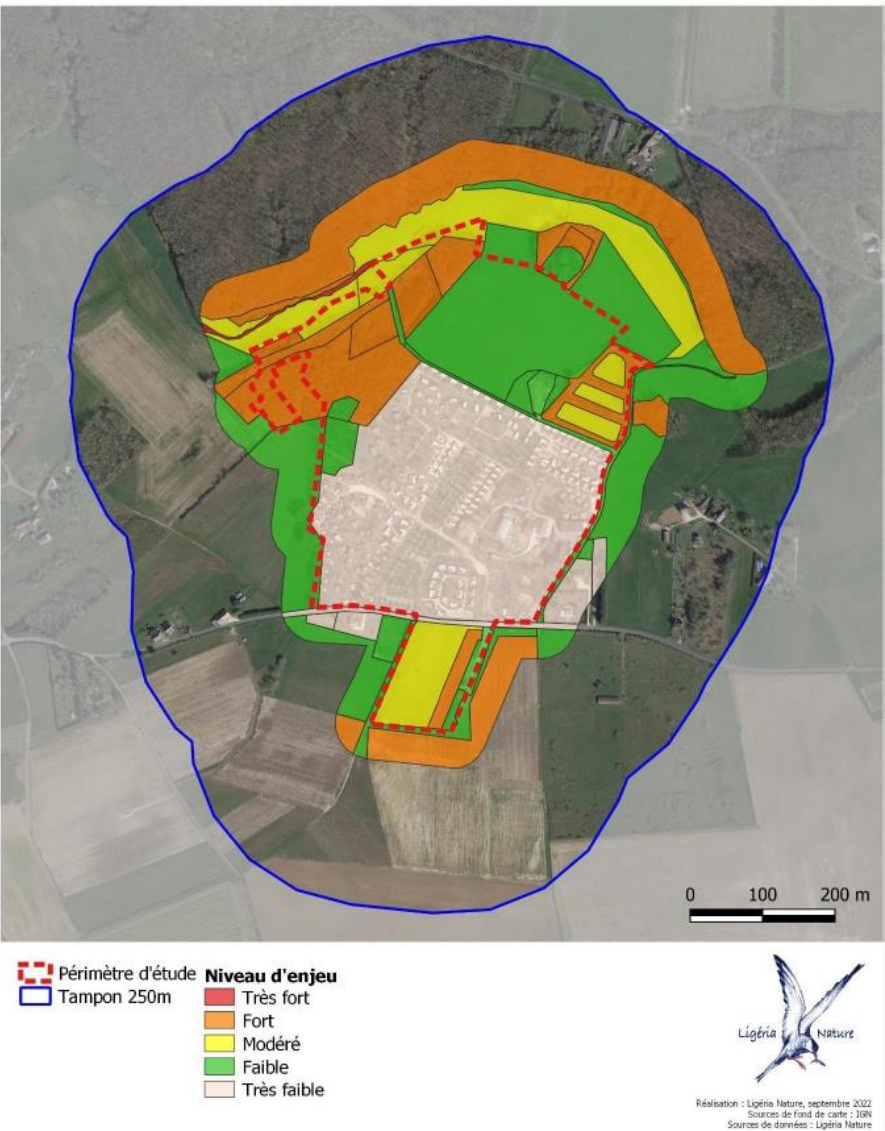 0 100 200 m
Périmètre d'étude
Tampon 250m
Niveau d'enjeu
Très fort
Fort
Modéré
Faible
Très faible
Ligéria Nature
Réalisation : Ligéria Nature, septembre 2022
Sources de fond de carte : IGN
Sources de données : Ligéria Nature